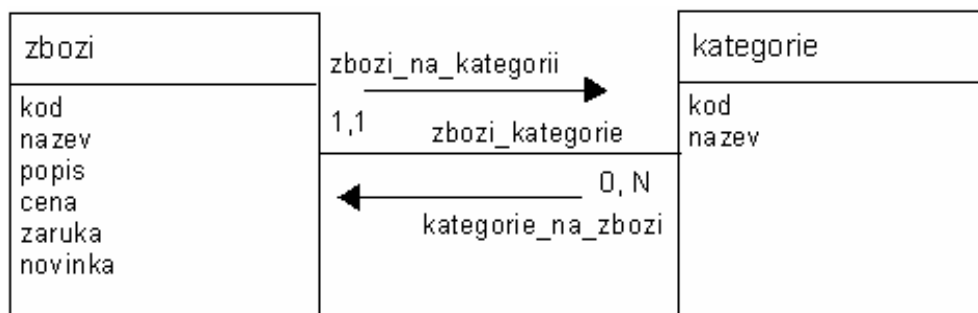 zbozi
kod
nazev
popis
cena
zaruka
novinka
zbozi_na_kategorii
1,1
zbozi_kategorie
0, N
kategorie_na_zbozi
kategorie
kod
nazev